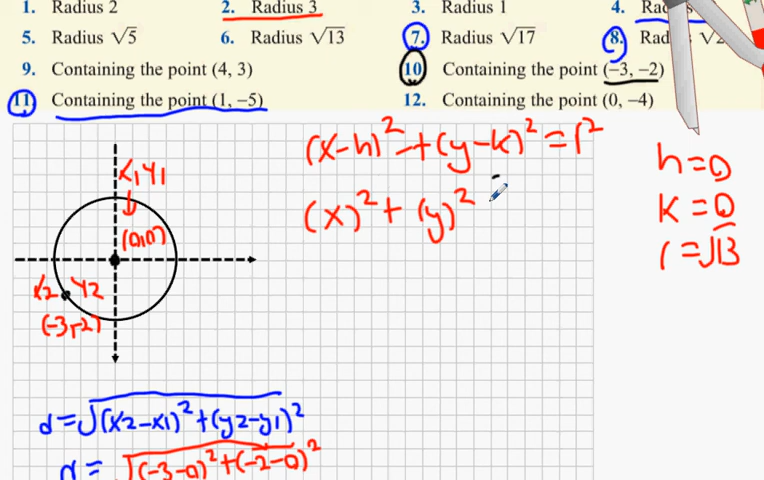 1. Radius 2 2. Radius 3 3. Radius 1 4.
5. Radius √5 6. Radius √13 7. Radius √17 8.
9. Containing the point (4, 3) 10 Containing the point (−3, −2)
11 Containing the point (1, −5) 12. Containing the point (0, −4)
(x-h)²+(y-k)²=r²
h=0
x1 y1
(x)²+(y)²
k=0
(0,0)
r=√13
x2 y2
(-3,-2)
d=√(x2-x1)²+(y2-y1)²
d=√(-3-0)²+(-2-0)²